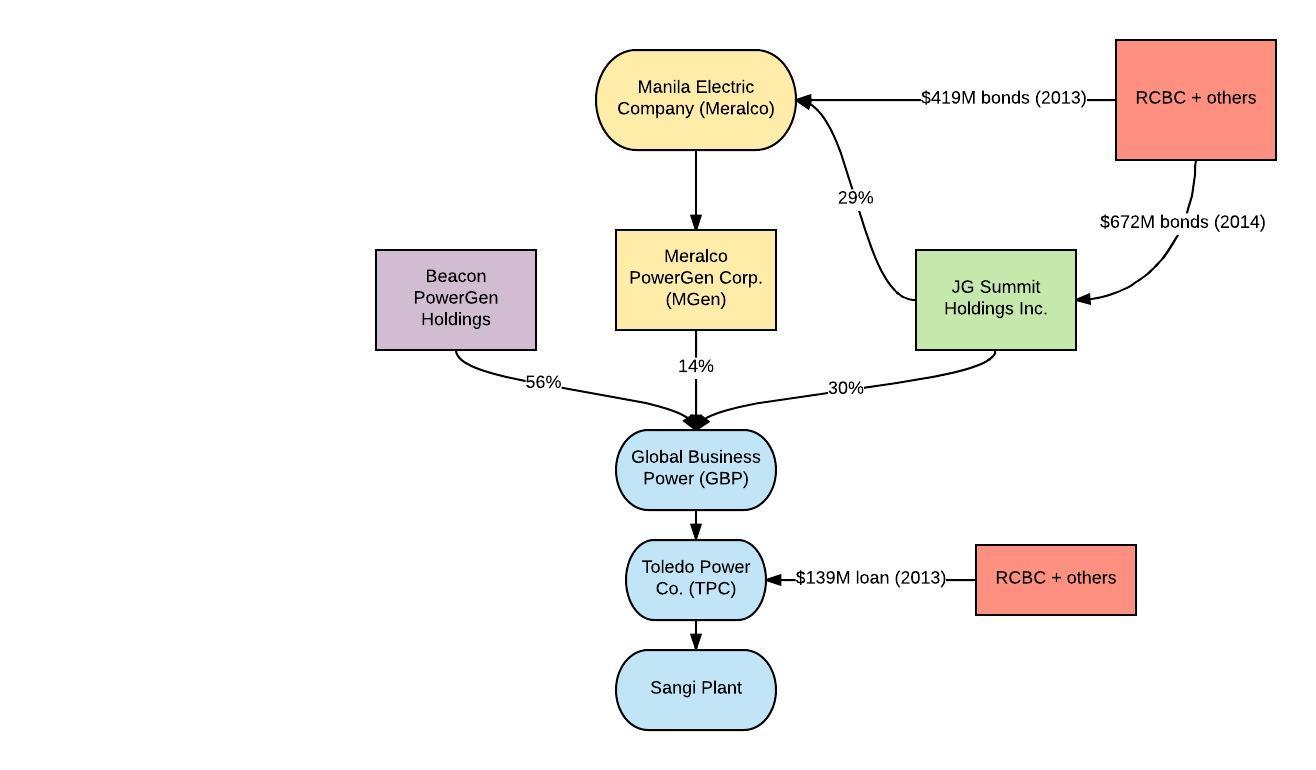 Manila Electric
Company (Meralco)
$419M bonds (2013)
RCBC + others
29%
$672M bonds (2014)
Beacon
PowerGen
Holdings
Meralco
PowerGen Corp.
(MGen)
JG Summit
Holdings Inc.
56%
14%
30%
Global Business
Power (GBP)
Toledo Power
Co. (TPC)
$139M loan (2013)
RCBC + others
Sangi Plant